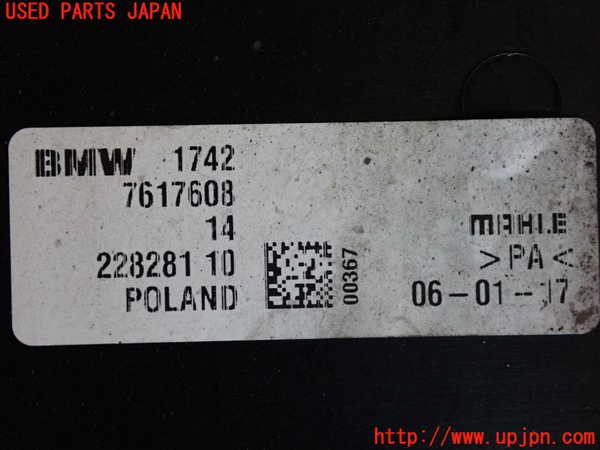 USED PARTS JAPAN
BMW 1742
7617608
14
228281 10
POLAND
00367
MAHLE
>PA<
06-01-17
URL:
http://www.upjpn.com/